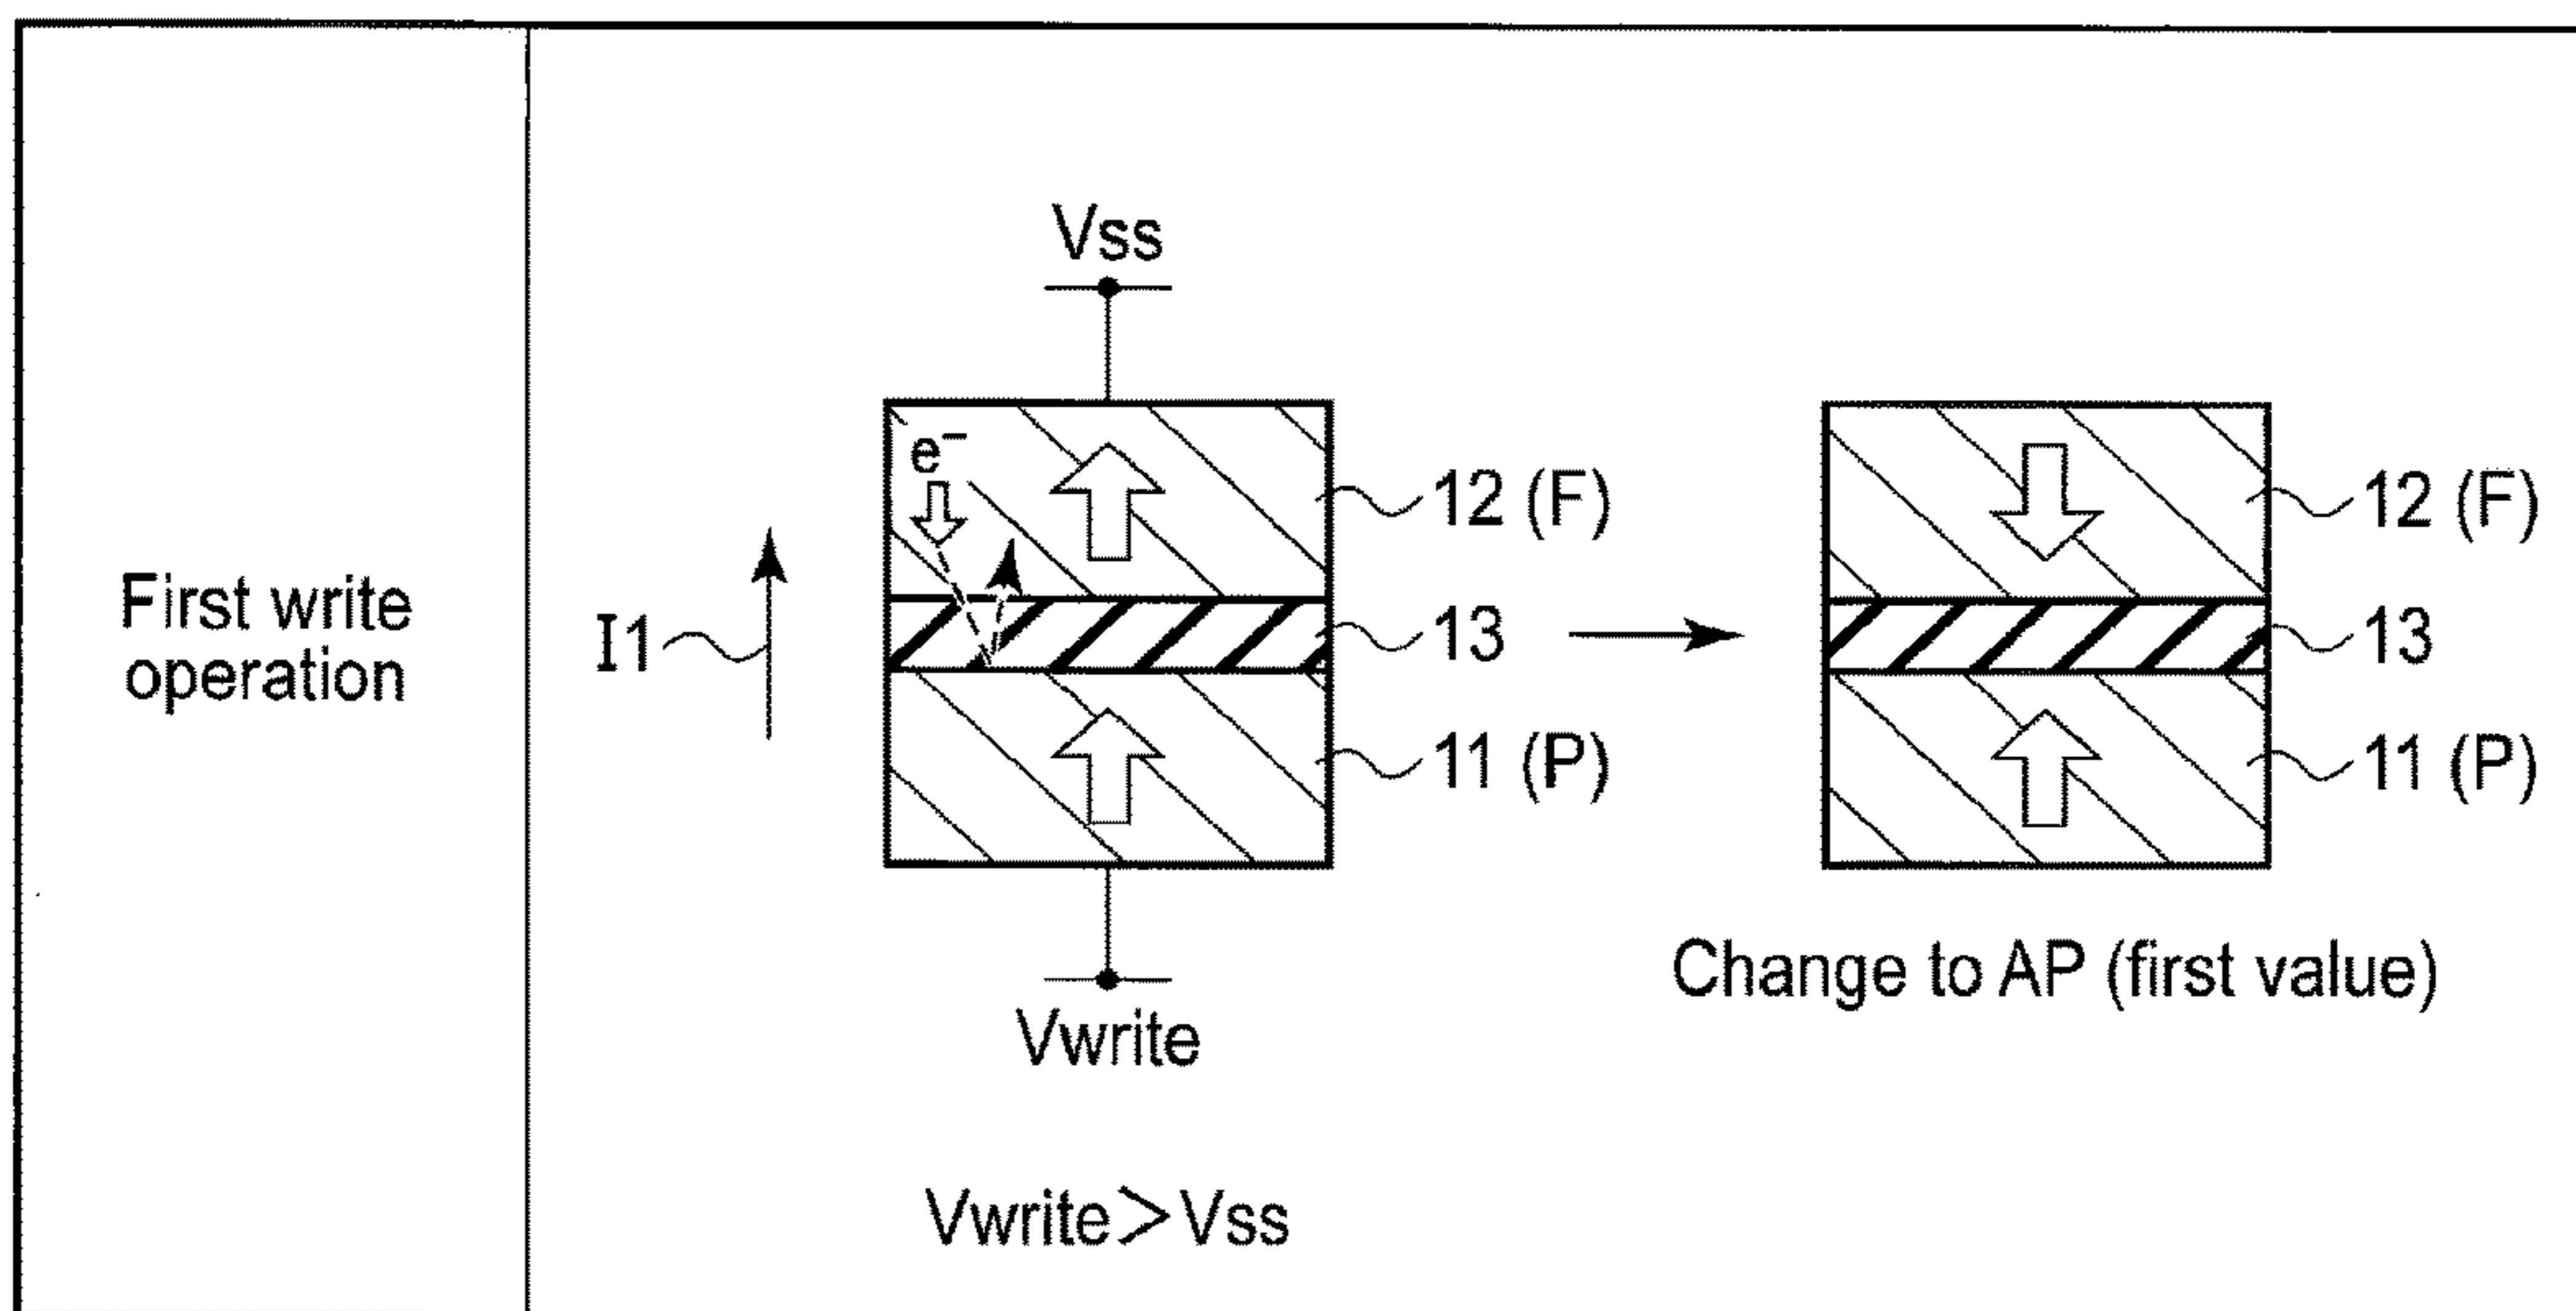 First write
operation
Vss
e⁻
12 (F)
I1
13
11 (P)
Vwrite
Vwrite>Vss
12 (F)
13
11 (P)
Change to AP (first value)